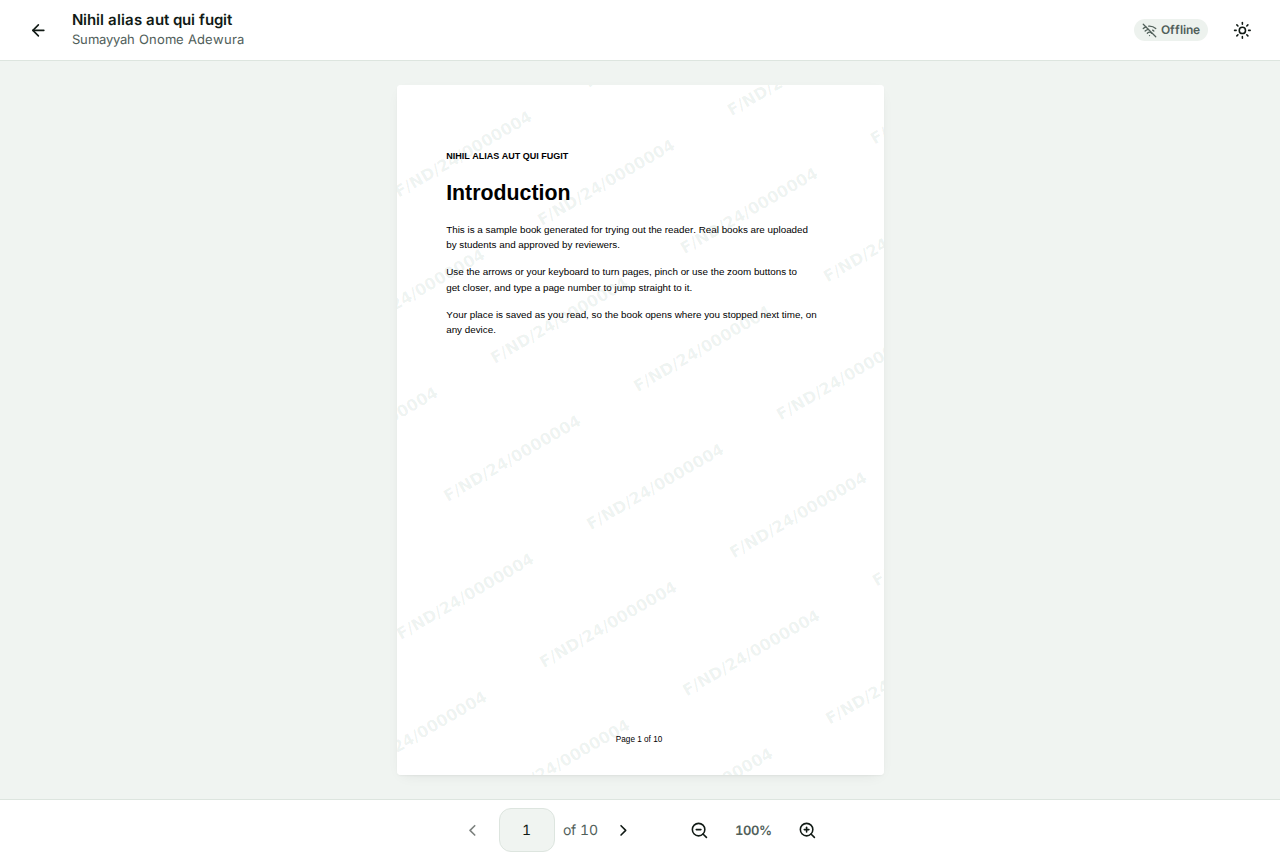 Nihil alias aut qui fugit
Sumayyah Onome Adewura
Offline
NIHIL ALIAS AUT QUI FUGIT
Introduction
This is a sample book generated for trying out the reader. Real books are uploaded
by students and approved by reviewers.
Use the arrows or your keyboard to turn pages, pinch or use the zoom buttons to
get closer, and type a page number to jump straight to it.
Your place is saved as you read, so the book opens where you stopped next time, on
any device.
F/ND/24/0000004
Page 1 of 10
1 of 10
100%